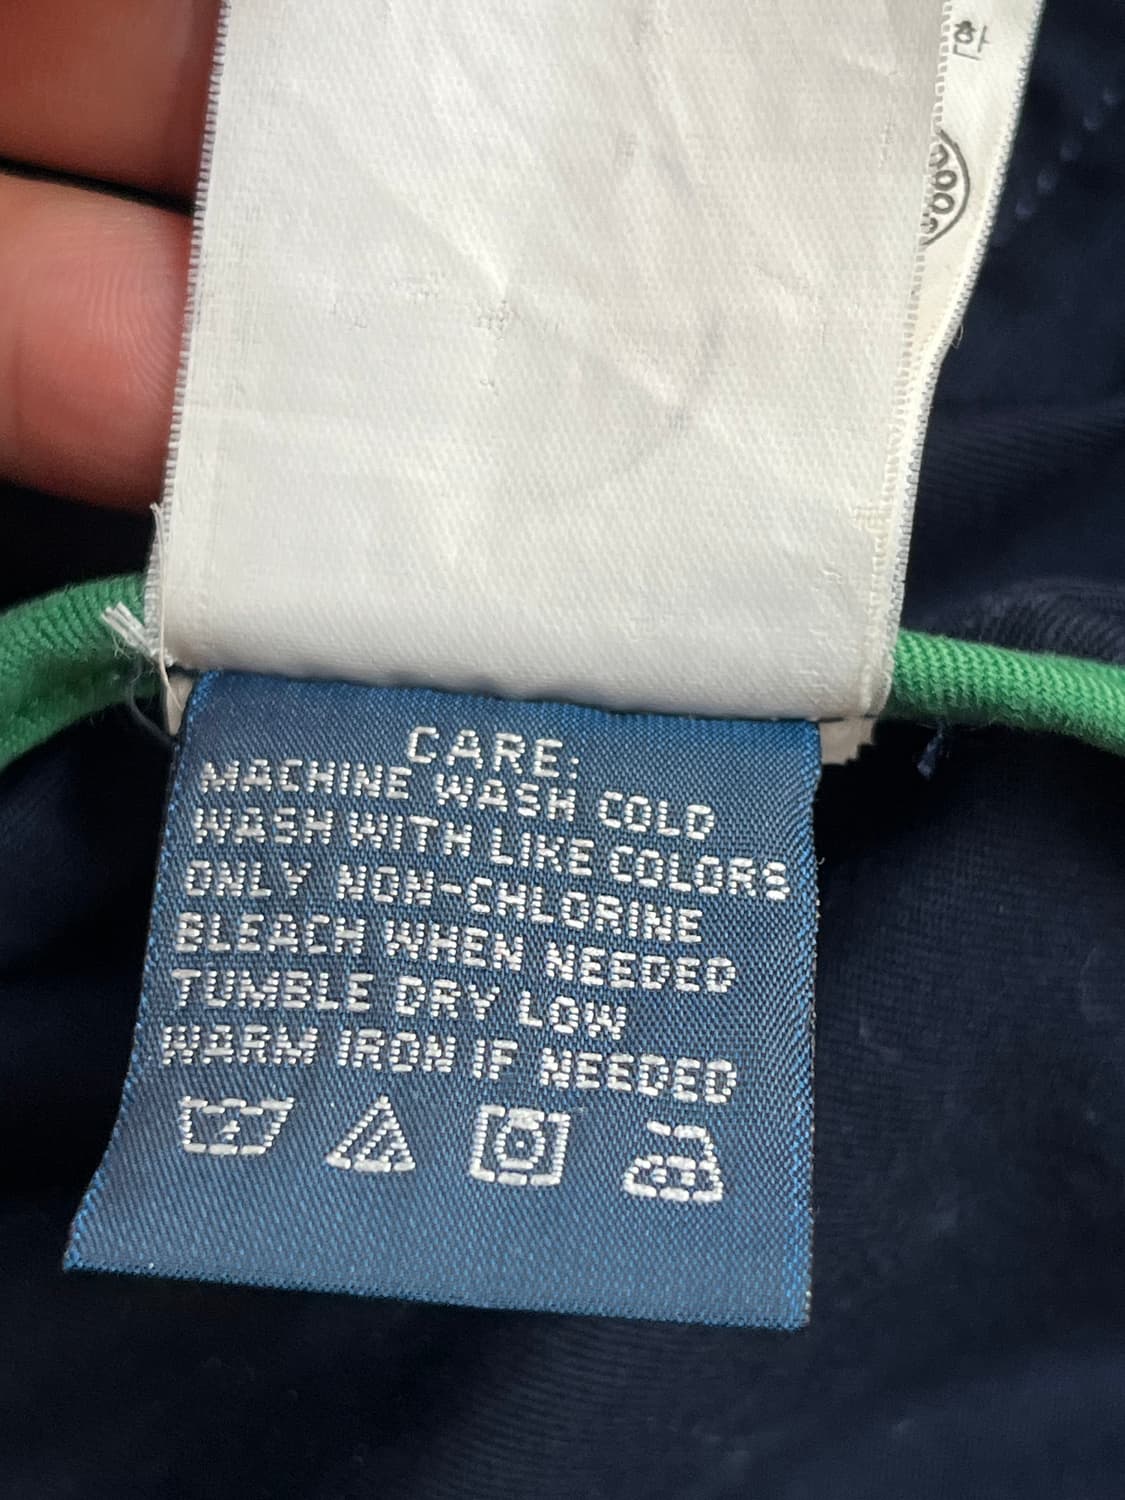 CARE:
MACHINE WASH COLD
WASH WITH LIKE COLORS
ONLY NON-CHLORINE
BLEACH WHEN NEEDED
TUMBLE DRY LOW
WARM IRON IF NEEDED